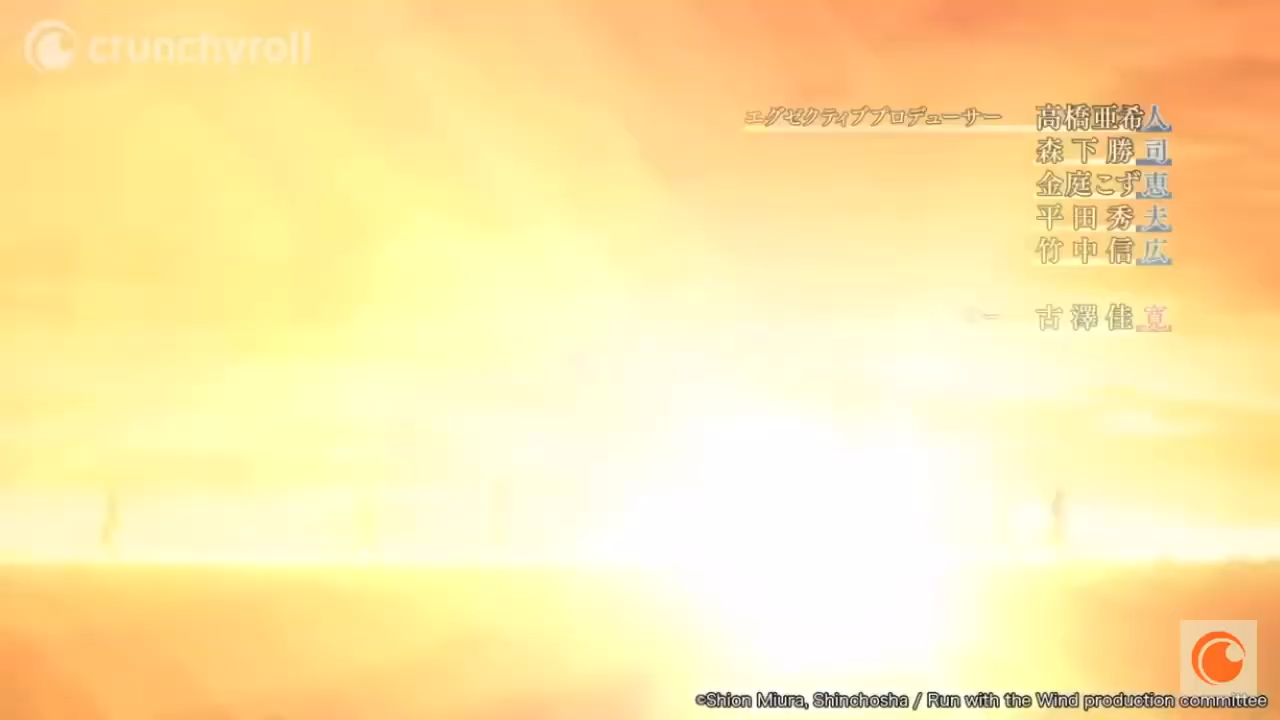 crunchyroll
エグゼクティブプロデューサー 高橋亜希人
森下勝司
金庭こず恵
平田秀夫
竹中信広
ー 古澤佳寛
©Shion Miura, Shinchosha / Run with the Wind production committee